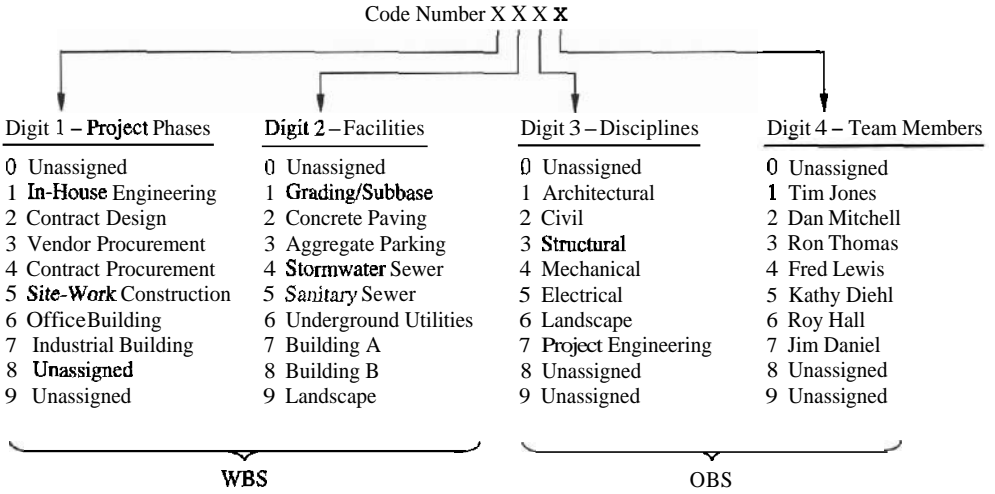 Code Number X X X X
Digit 1 – Project Phases
0 Unassigned
1 In-House Engineering
2 Contract Design
3 Vendor Procurement
4 Contract Procurement
5 Site-Work Construction
6 Office Building
7 Industrial Building
8 Unassigned
9 Unassigned
Digit 2 – Facilities
0 Unassigned
1 Grading/Subbase
2 Concrete Paving
3 Aggregate Parking
4 Stormwater Sewer
5 Sanitary Sewer
6 Underground Utilities
7 Building A
8 Building B
9 Landscape
Digit 3 – Disciplines
0 Unassigned
1 Architectural
2 Civil
3 Structural
4 Mechanical
5 Electrical
6 Landscape
7 Project Engineering
8 Unassigned
9 Unassigned
Digit 4 – Team Members
0 Unassigned
1 Tim Jones
2 Dan Mitchell
3 Ron Thomas
4 Fred Lewis
5 Kathy Diehl
6 Roy Hall
7 Jim Daniel
8 Unassigned
9 Unassigned
WBS
OBS